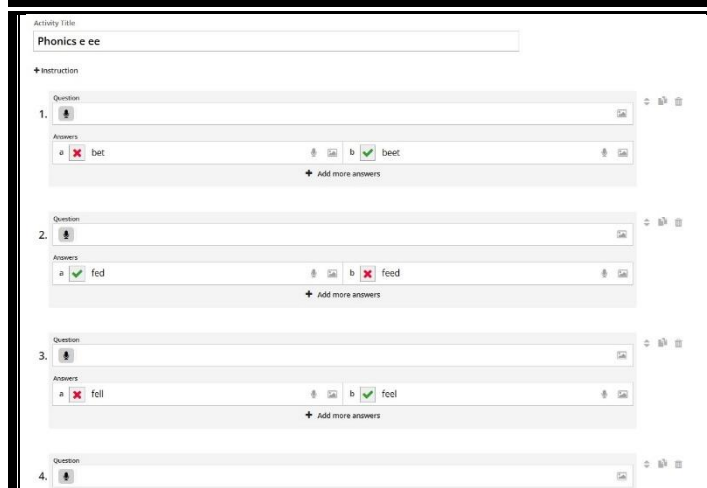 Activity Title
Phonics e ee
+ Instruction
Question
1.
Answers
a bet b beet
+ Add more answers
Question
2.
Answers
a fed b feed
+ Add more answers
Question
3.
Answers
a fell b feel
+ Add more answers
Question
4.